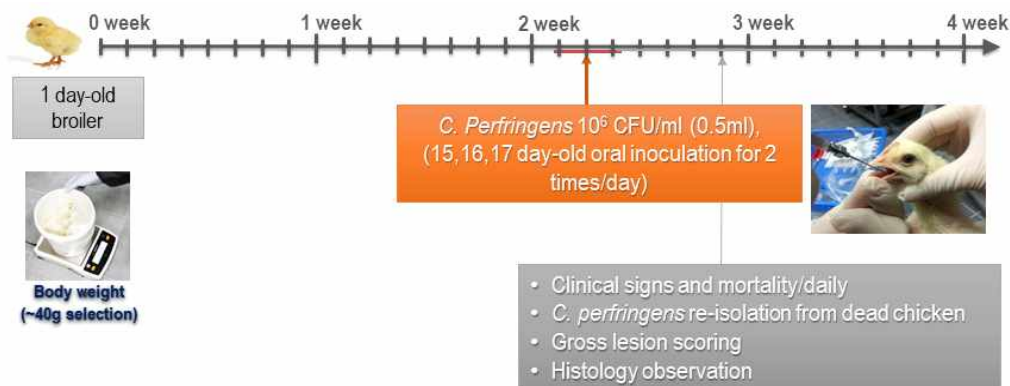 0 week
1 week
2 week
3 week
4 week
1 day-old
broiler
C. Perfringens 10⁶ CFU/ml (0.5ml),
(15,16,17 day-old oral inoculation for 2
times/day)
Body weight
(~40g selection)
• Clinical signs and mortality/daily
• C. perfringens re-isolation from dead chicken
• Gross lesion scoring
• Histology observation